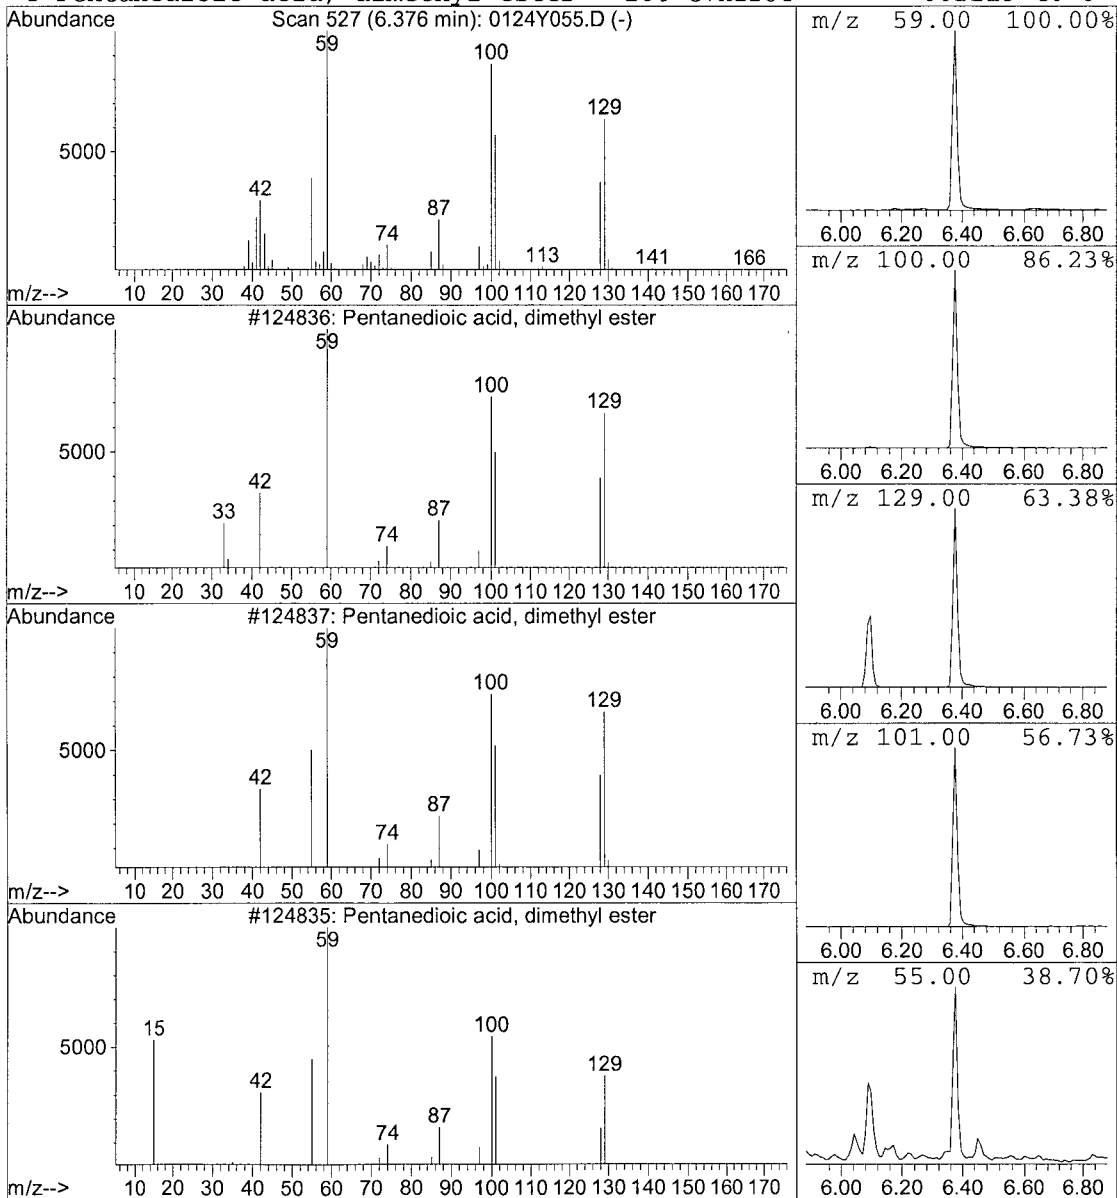 Abundance Scan 527 (6.376 min): 0124Y055.D (-)
59
100
129
5000
42
87
74
113 141 166
m/z--> 10 20 30 40 50 60 70 80 90 100 110 120 130 140 150 160 170
Abundance #124836: Pentanedioic acid, dimethyl ester
59
100
129
5000
42
33
87
74
m/z--> 10 20 30 40 50 60 70 80 90 100 110 120 130 140 150 160 170
Abundance #124837: Pentanedioic acid, dimethyl ester
59
100
129
5000
42
87
74
m/z--> 10 20 30 40 50 60 70 80 90 100 110 120 130 140 150 160 170
Abundance #124835: Pentanedioic acid, dimethyl ester
59
15
100
5000
129
42
87
74
m/z--> 10 20 30 40 50 60 70 80 90 100 110 120 130 140 150 160 170
m/z 59.00 100.00%
6.00 6.20 6.40 6.60 6.80
m/z 100.00 86.23%
6.00 6.20 6.40 6.60 6.80
m/z 129.00 63.38%
6.00 6.20 6.40 6.60 6.80
m/z 101.00 56.73%
6.00 6.20 6.40 6.60 6.80
m/z 55.00 38.70%
6.00 6.20 6.40 6.60 6.80